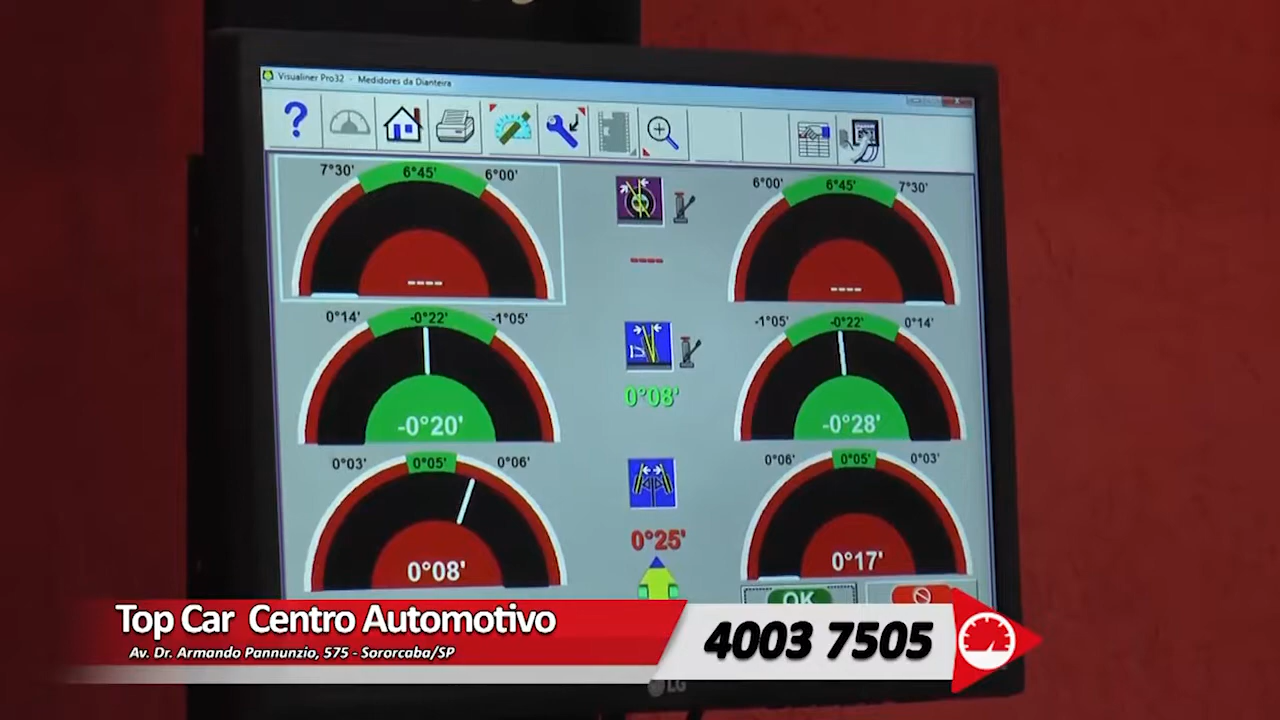 Visualiner Pro32 - Medidores da Dianteira
?
7°30' 6°45' 6°00'
6°00' 6°45' 7°30'
----
----
----
0°14' -0°22' -1°05'
-1°05' -0°22' 0°14'
0°08'
-0°20'
-0°28'
0°03' 0°05' 0°06'
0°06' 0°05' 0°03'
0°25'
0°08'
0°17'
OK
Top Car Centro Automotivo
Av. Dr. Armando Pannunzio, 575 - Sororcaba/SP
4003 7505
LG